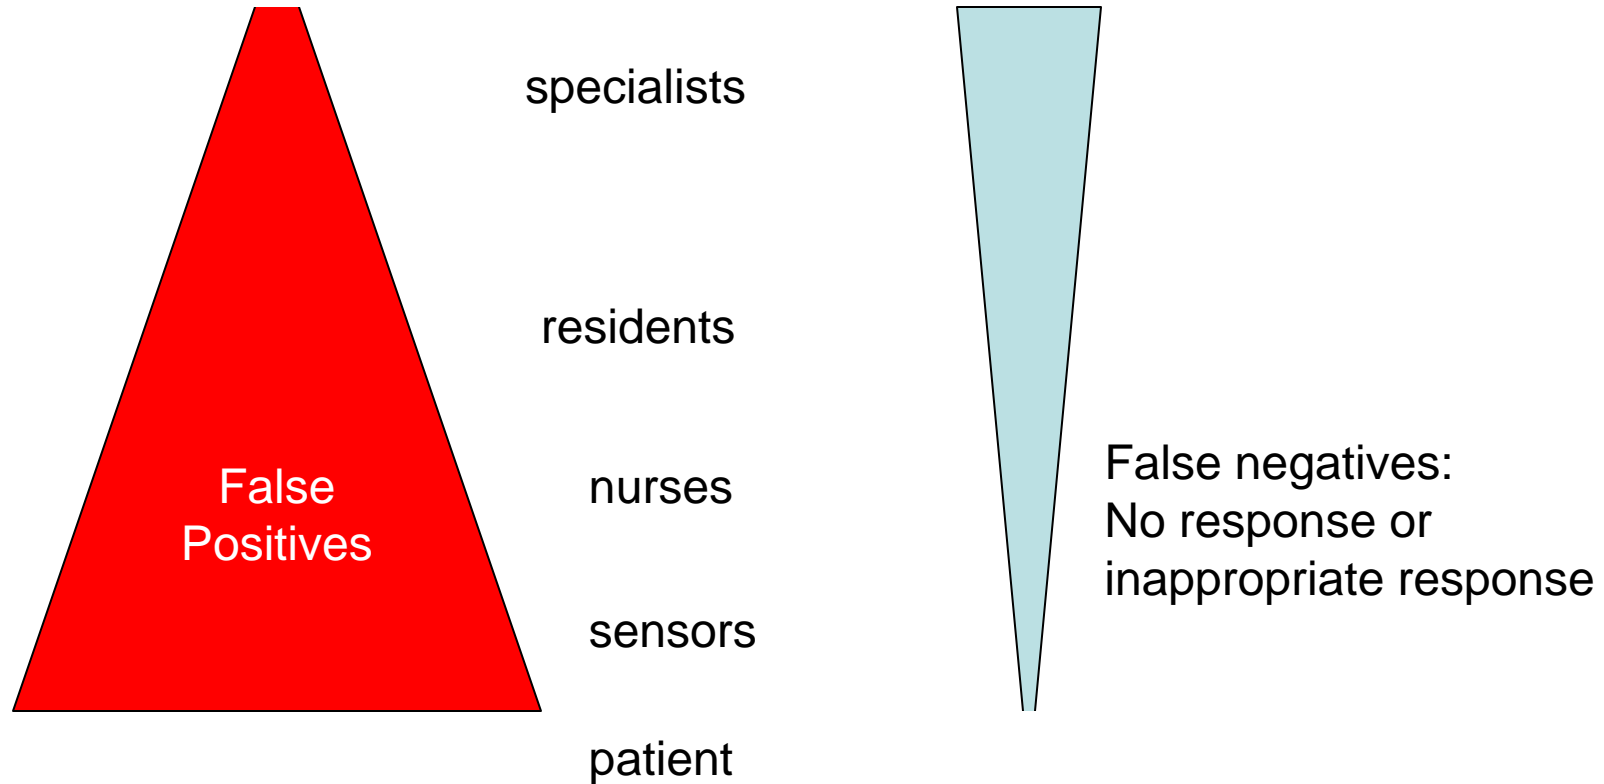 specialists
residents
False
Positives
nurses
sensors
patient
False negatives:
No response or
inappropriate response